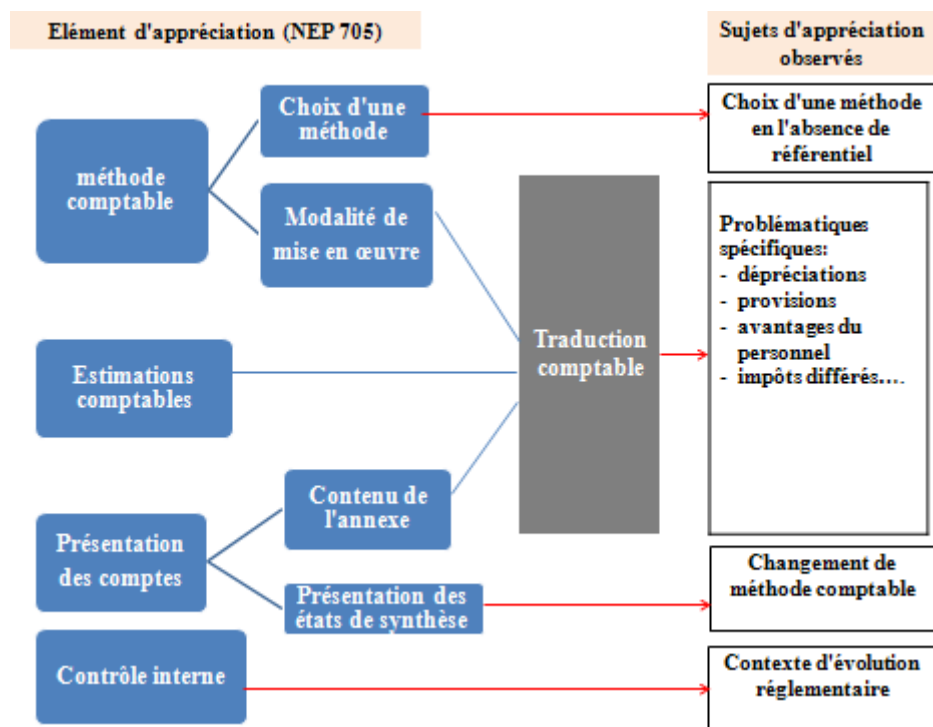 Elément d'appréciation (NEP 705)
Sujets d'appréciation
observés
méthode
comptable
Choix d'une
méthode
Choix d'une méthode
en l'absence de
référentiel
Modalité de
mise en œuvre
Estimations
comptables
Traduction
comptable
Problématiques
spécifiques:
- dépréciations
- provisions
- avantages du
personnel
- impôts différés....
Présentation
des comptes
Contenu de
l'annexe
Présentation des
états de synthèse
Changement de
méthode comptable
Contrôle interne
Contexte d'évolution
réglementaire